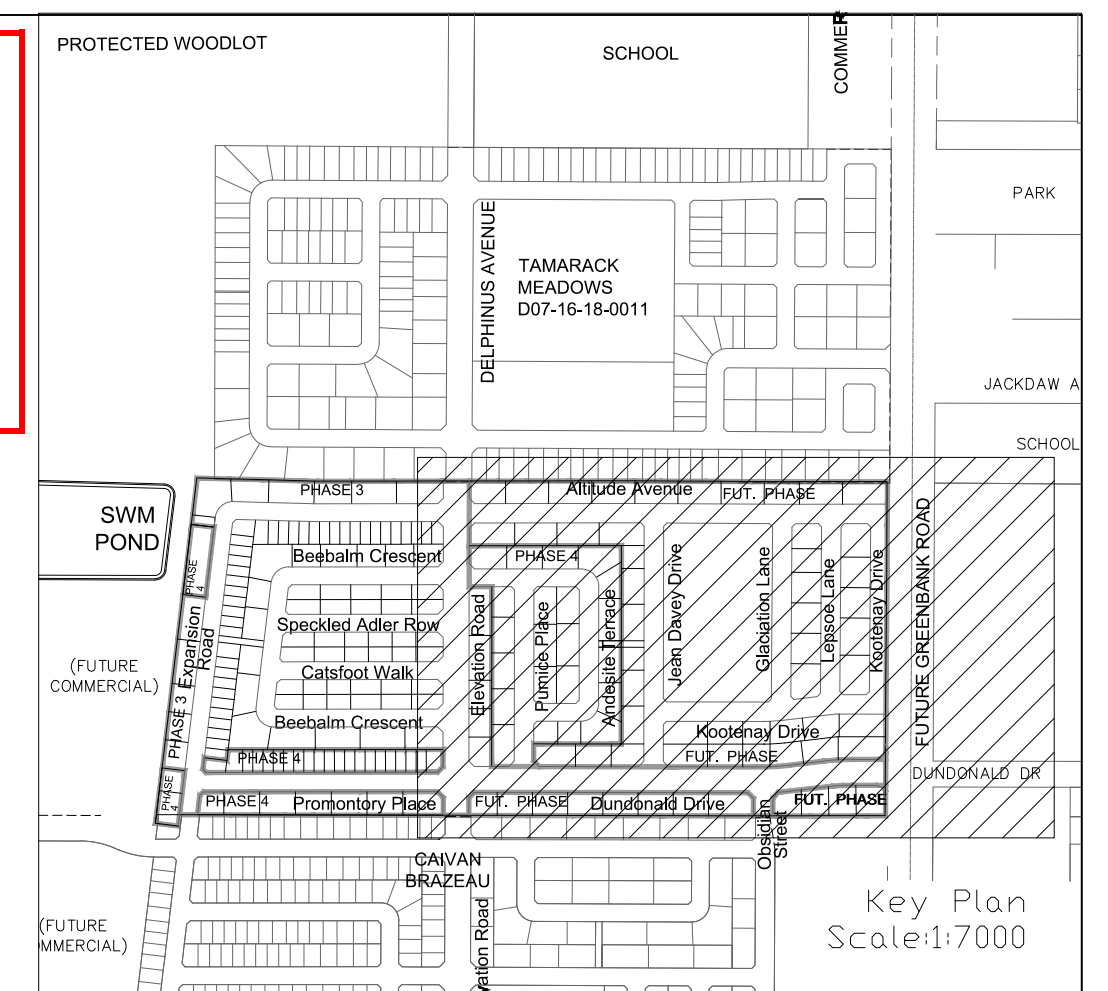 PROTECTED WOODLOT
SCHOOL
COMMER
PARK
DELPHINUS AVENUE
TAMARACK
MEADOWS
D07-16-18-0011
JACKDAW A
SCHOOL
PHASE 3
Altitude Avenue
FUT. PHASE
SWM
POND
Beebalm Crescent
PHASE 4
PHASE
4
Speckled Adler Row
Catsfoot Walk
Beebalm Crescent
Elevation Road
Pumice Place
Andesite Terrace
Jean Davey Drive
Glaciation Lane
Lepsoe Lane
Kootenay Drive
FUTURE GREENBANK ROAD
(FUTURE
COMMERCIAL)
PHASE 3
Expansion
Road
Kootenay Drive
FUT. PHASE
PHASE 4
DUNDONALD DR
PHASE
4
PHASE 4
Promontory Place
FUT. PHASE
Dundonald Drive
FUT. PHASE
Obsidian
Street
CAIVAN
BRAZEAU
vation Road
(FUTURE
MMERCIAL)
Key Plan
Scale:1:7000